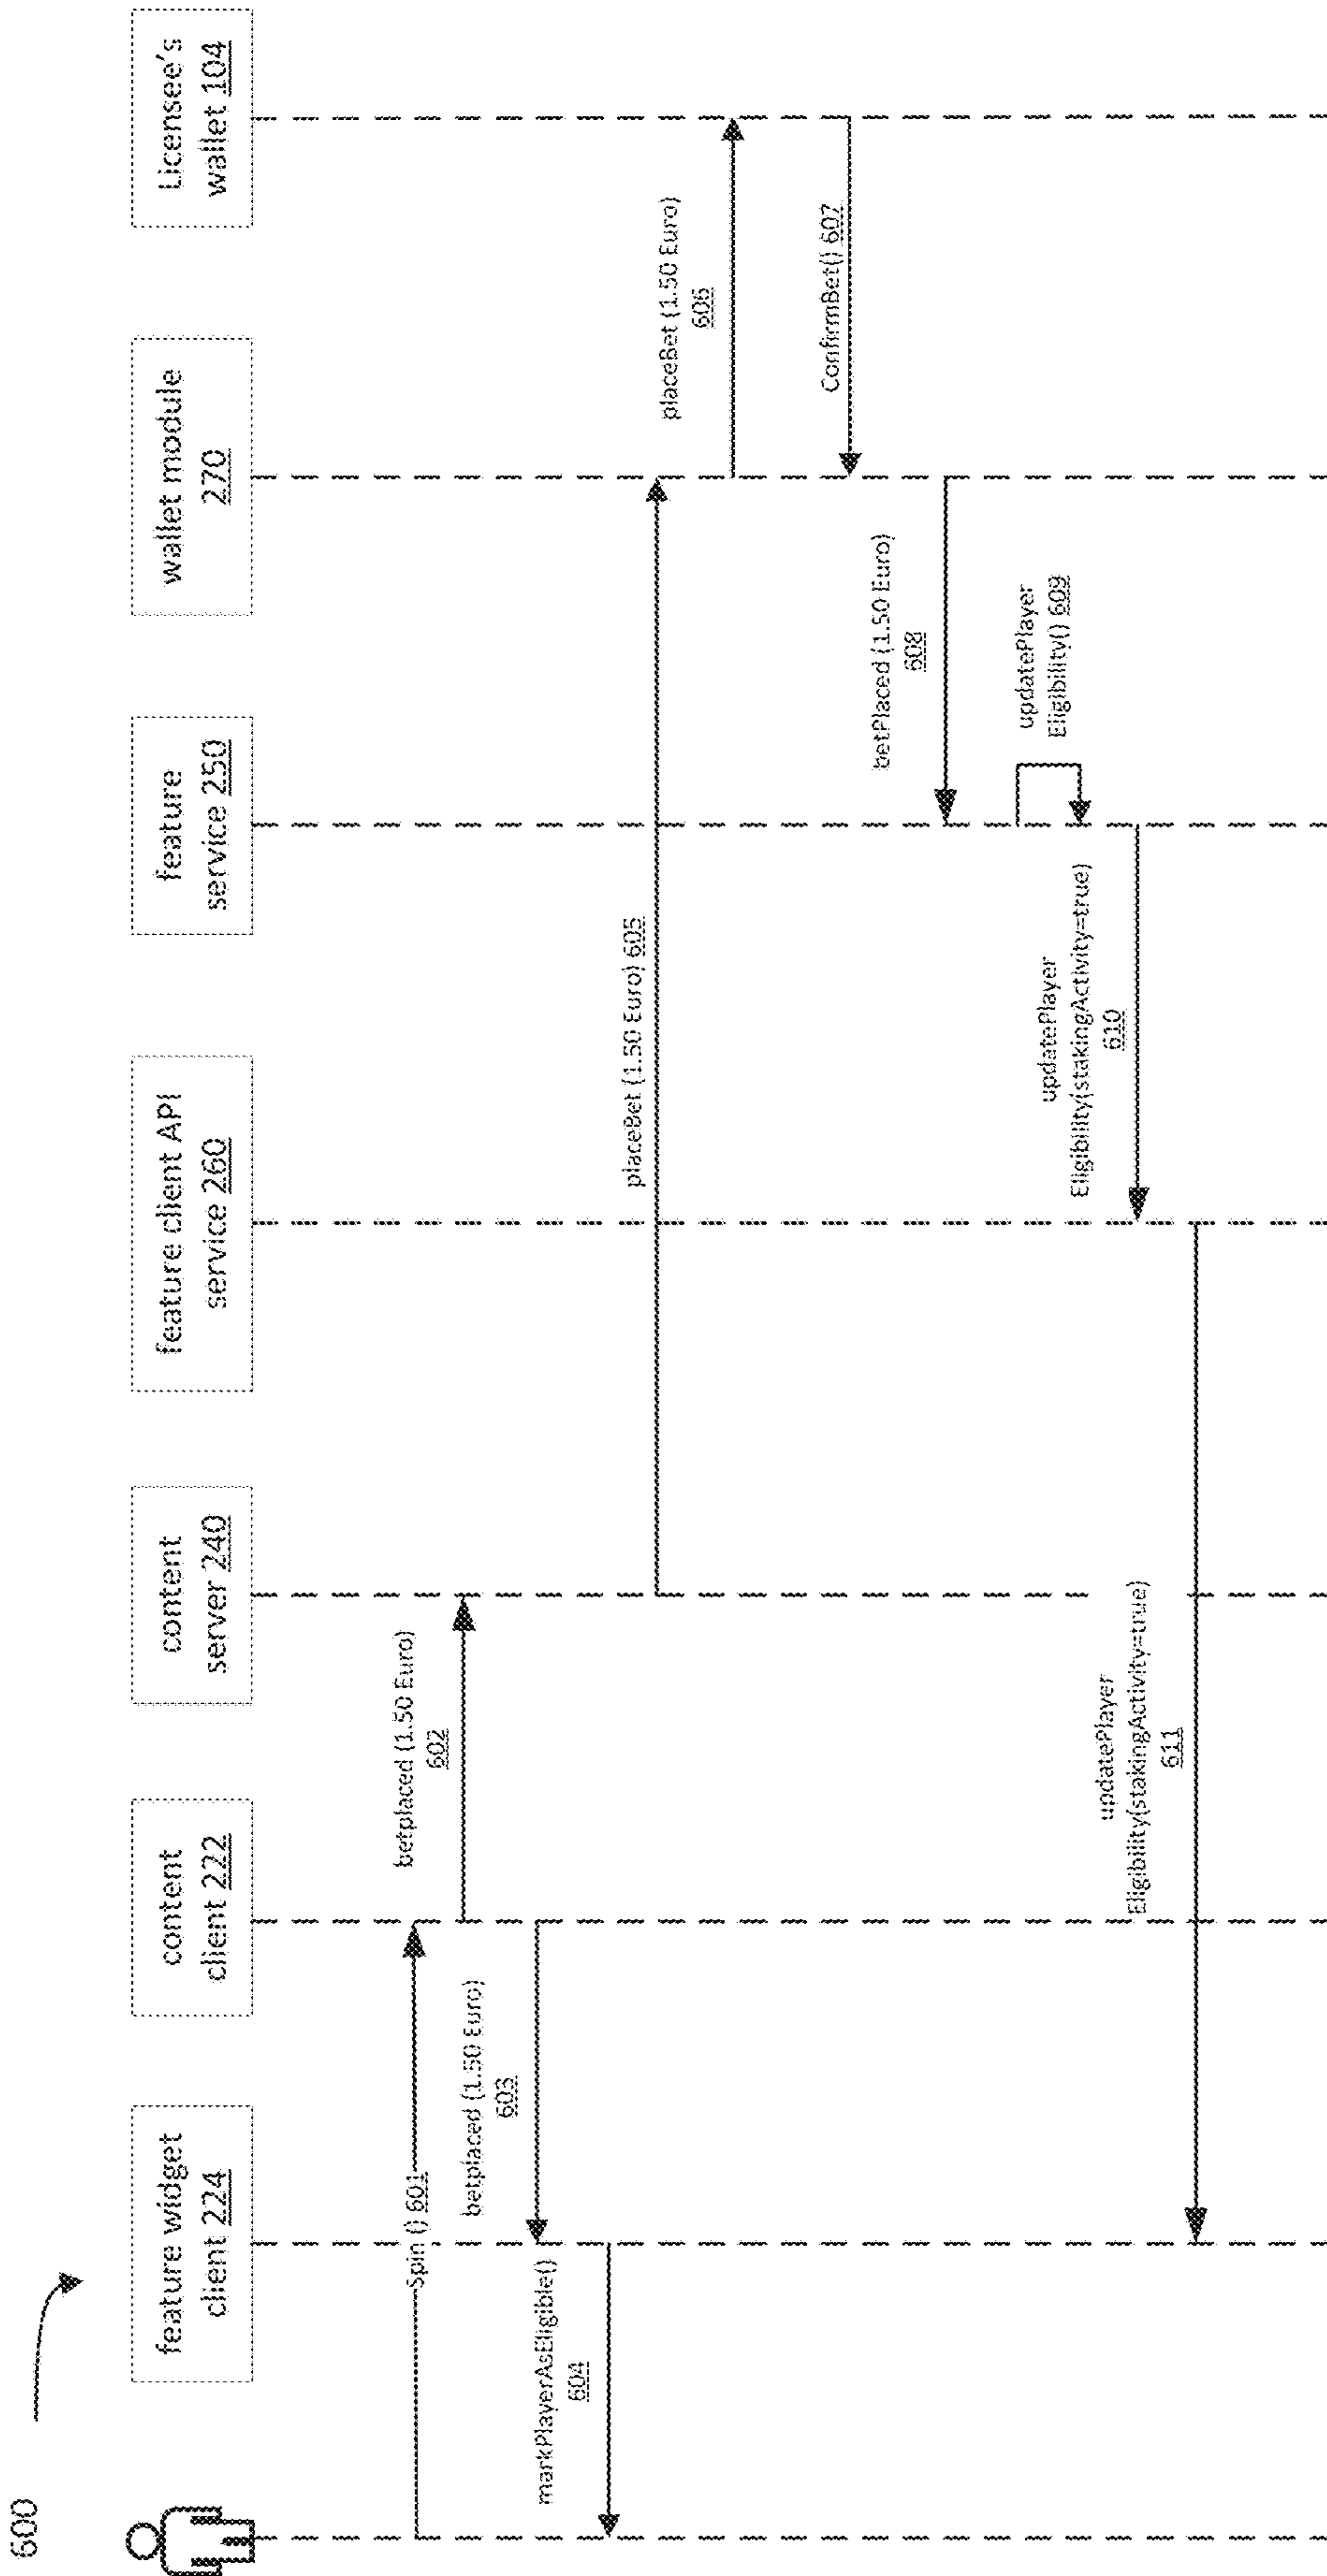 600
feature widget
client 224
content
client 222
content
server 240
feature client API
service 260
feature
service 250
wallet module
270
Licensee's
wallet 104
Spin () 601
betplaced (1.50 Euro)
602
betplaced (1.50 Euro)
603
markPlayerAsEligible()
604
placeBet (1.50 Euro) 605
placeBet (1.50 Euro)
606
ConfirmBet() 607
betPlaced (1.50 Euro)
608
updatePlayer
Eligibility() 609
updatePlayer
Eligibility(stakingActivity=true)
610
updatePlayer
Eligibility(stakingActivity=true)
611